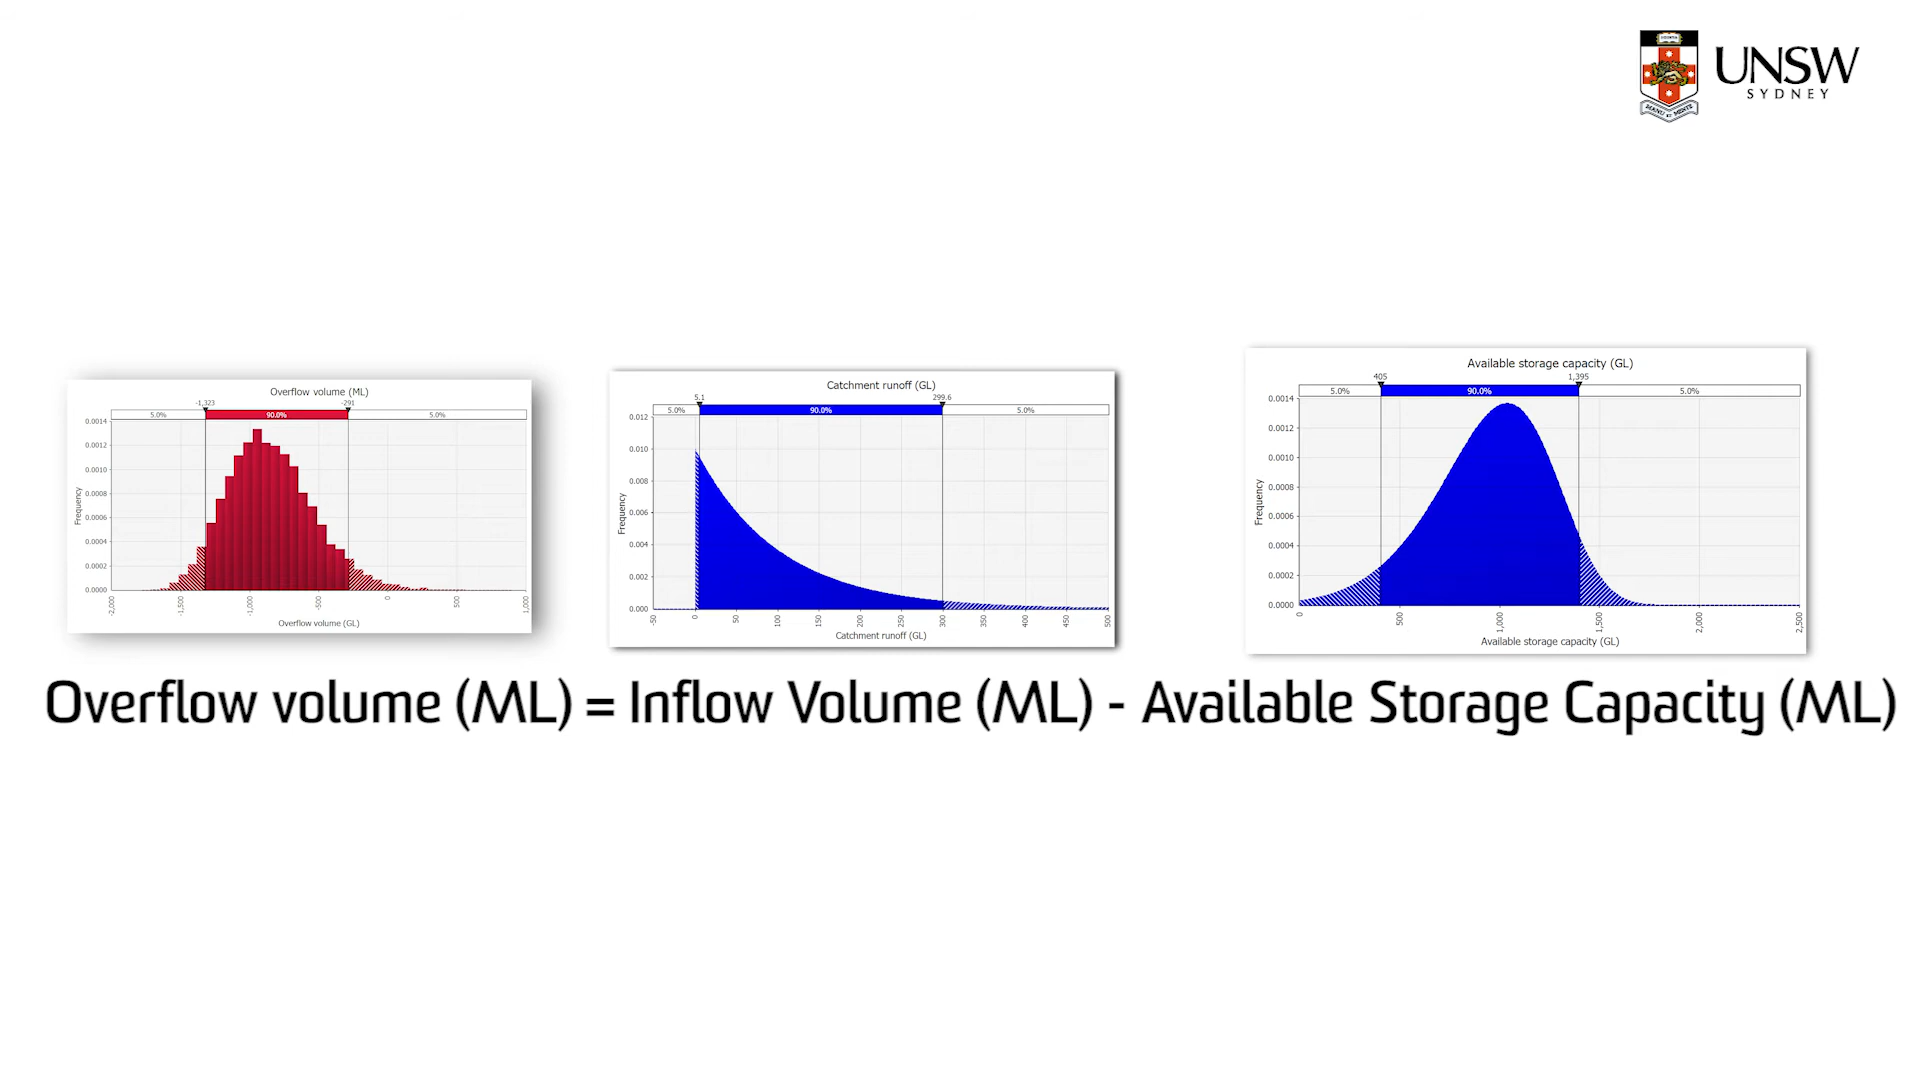 UNSW
SYDNEY
Overflow volume (ML)
-1,323 -291
5.0% 90.0% 5.0%
0.0014
0.0012
0.0010
0.0008
0.0006
0.0004
0.0002
0.0000
Frequency
-2,000 -1,500 -1,000 -500 0 500 1,000
Overflow volume (GL)
Catchment runoff (GL)
5.1 299.6
5.0% 90.0% 5.0%
0.012
0.010
0.008
0.006
0.004
0.002
0.000
Frequency
-50 0 50 100 150 200 250 300 350 400 450 500
Catchment runoff (GL)
Available storage capacity (GL)
405 1,395
5.0% 90.0% 5.0%
0.0014
0.0012
0.0010
0.0008
0.0006
0.0004
0.0002
0.0000
Frequency
0 500 1,000 1,500 2,000 2,500
Available storage capacity (GL)
Overflow volume (ML) = Inflow Volume (ML) - Available Storage Capacity (ML)